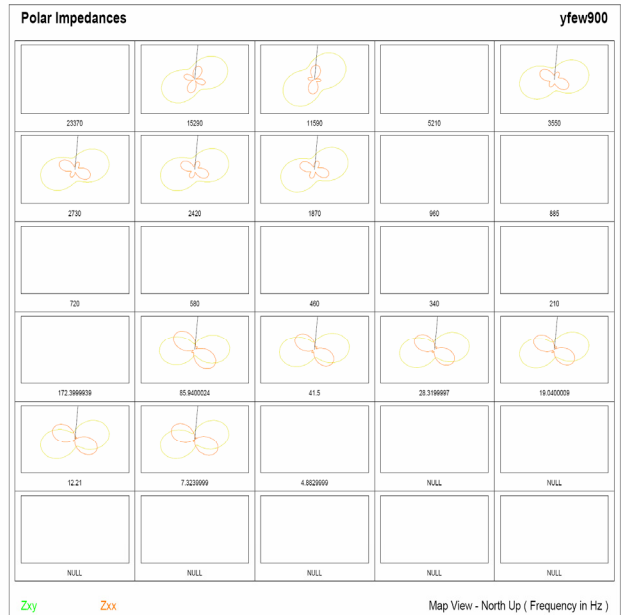 Polar Impedances yfew900
23370 15290 11590 5210 3550
2730 2420 1870 960 885
720 580 460 340 210
172.3999939 85.9400024 41.5 28.3199997 19.0400009
12.21 7.3239999 4.8829999 NULL NULL
NULL NULL NULL NULL NULL
Zxy Zxx Map View - North Up ( Frequency in Hz )